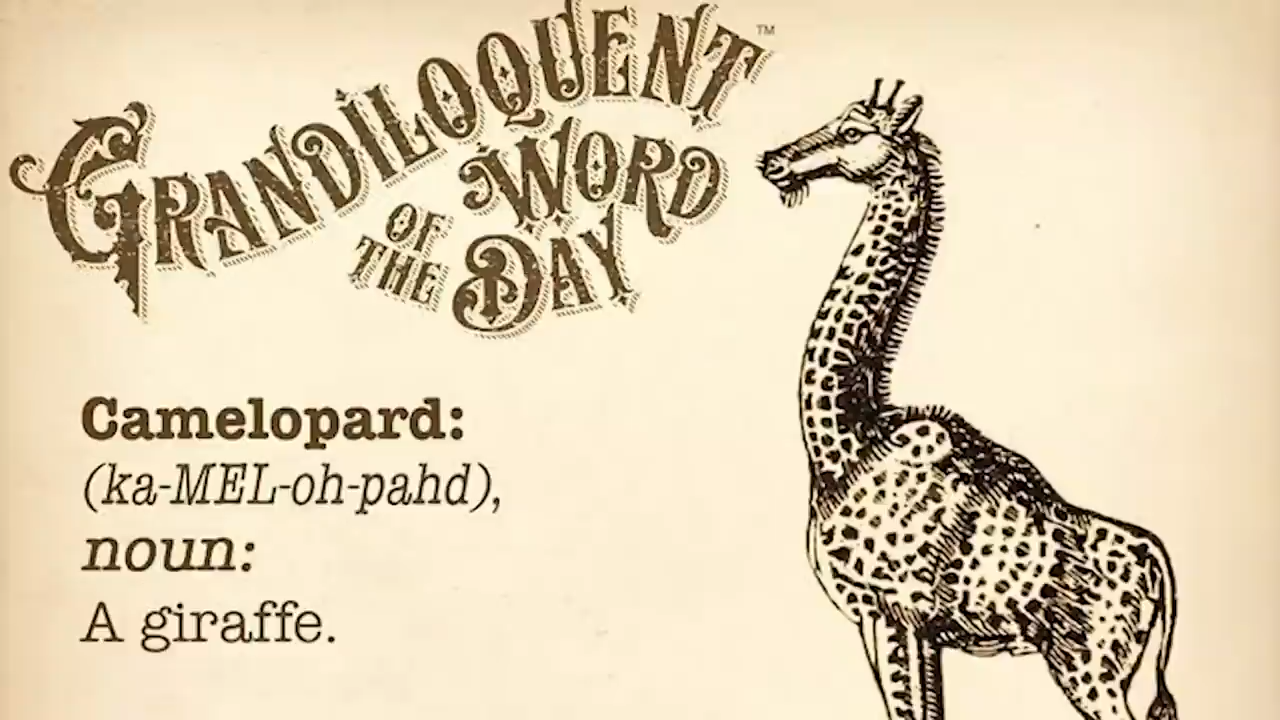 GRANDILOQUENT™
WORD
OF THE DAY
Camelopard:
(ka-MEL-oh-pahd),
noun:
A giraffe.